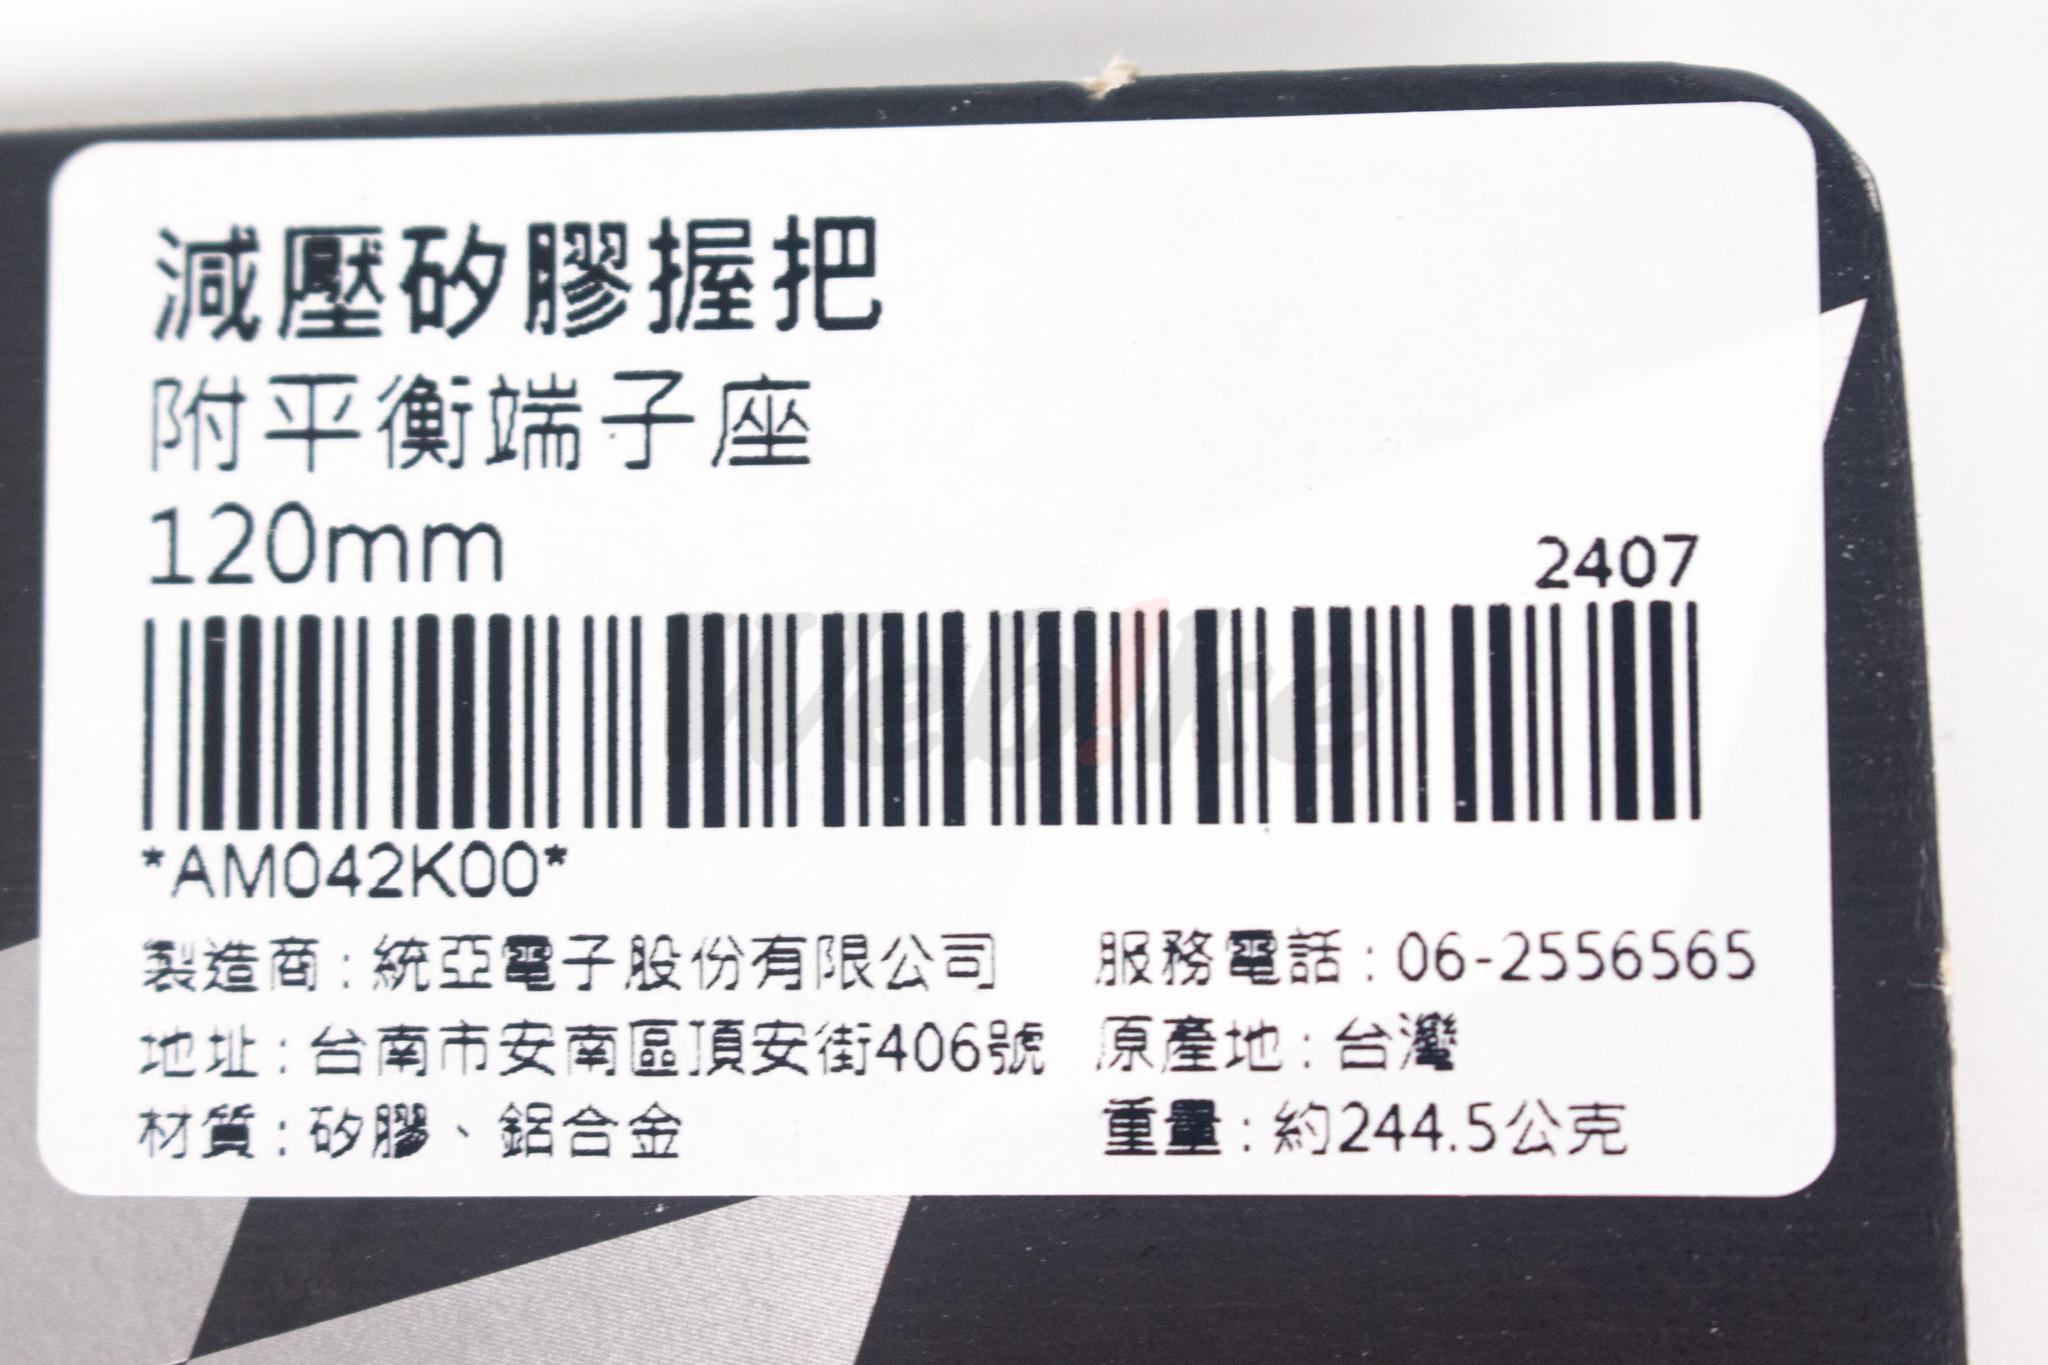 減壓矽膠握把
附平衡端子座
120mm
2407
Web!ke
*AM042K00*
製造商:統亞電子股份有限公司
服務電話:06-2556565
地址:台南市安南區頂安街406號
原產地:台灣
材質:矽膠、鋁合金
重量:約244.5公克